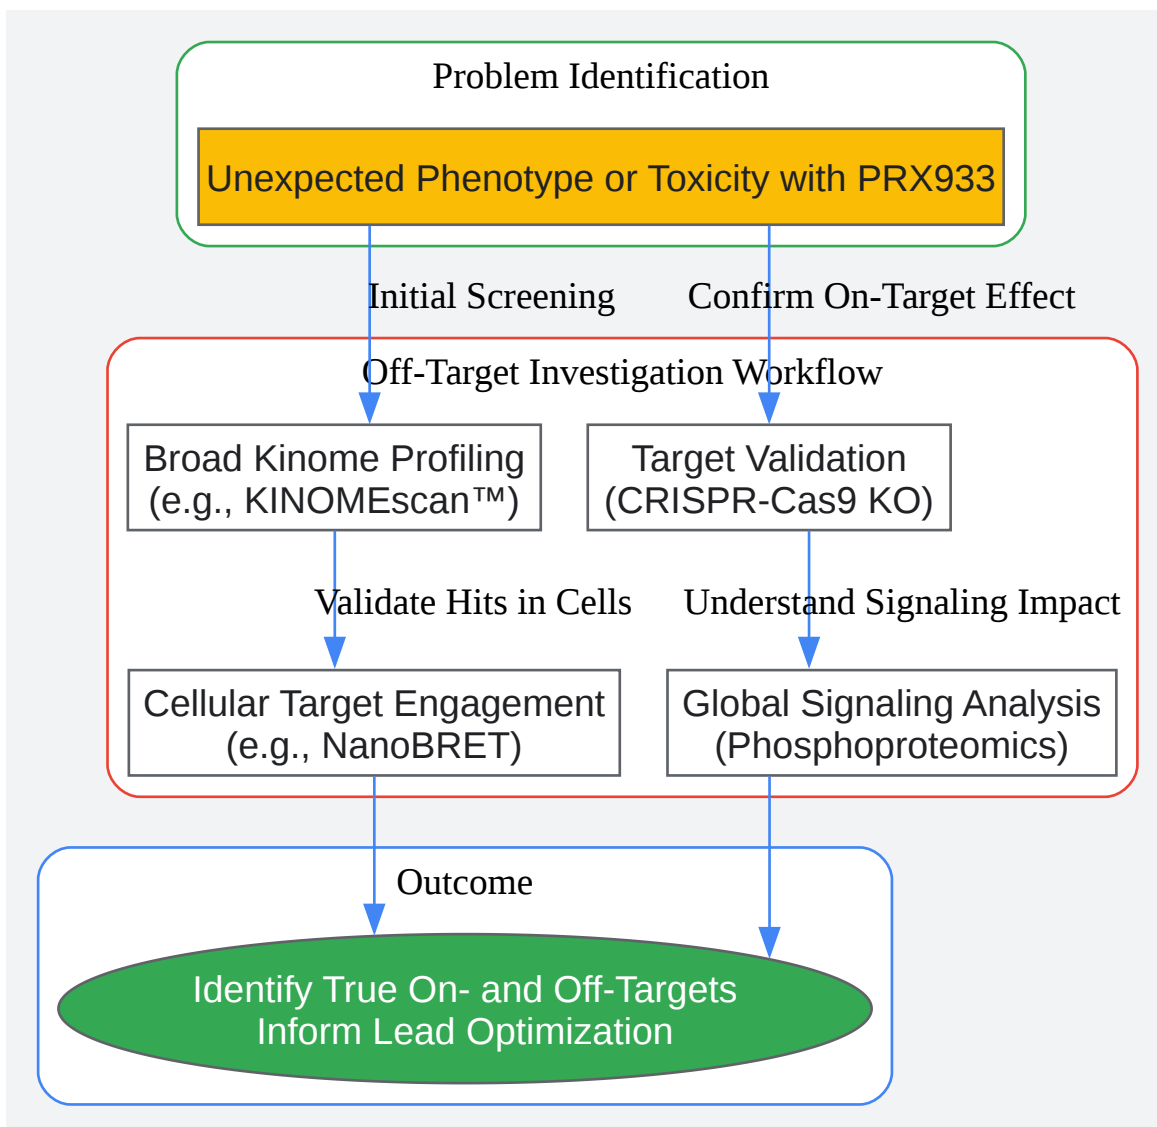 Problem Identification
Unexpected Phenotype or Toxicity with PRX933
Initial Screening
Confirm On-Target Effect
Off-Target Investigation Workflow
Broad Kinome Profiling
(e.g., KINOMEscan™)
Target Validation
(CRISPR-Cas9 KO)
Validate Hits in Cells
Understand Signaling Impact
Cellular Target Engagement
(e.g., NanoBRET)
Global Signaling Analysis
(Phosphoproteomics)
Outcome
Identify True On- and Off-Targets
Inform Lead Optimization